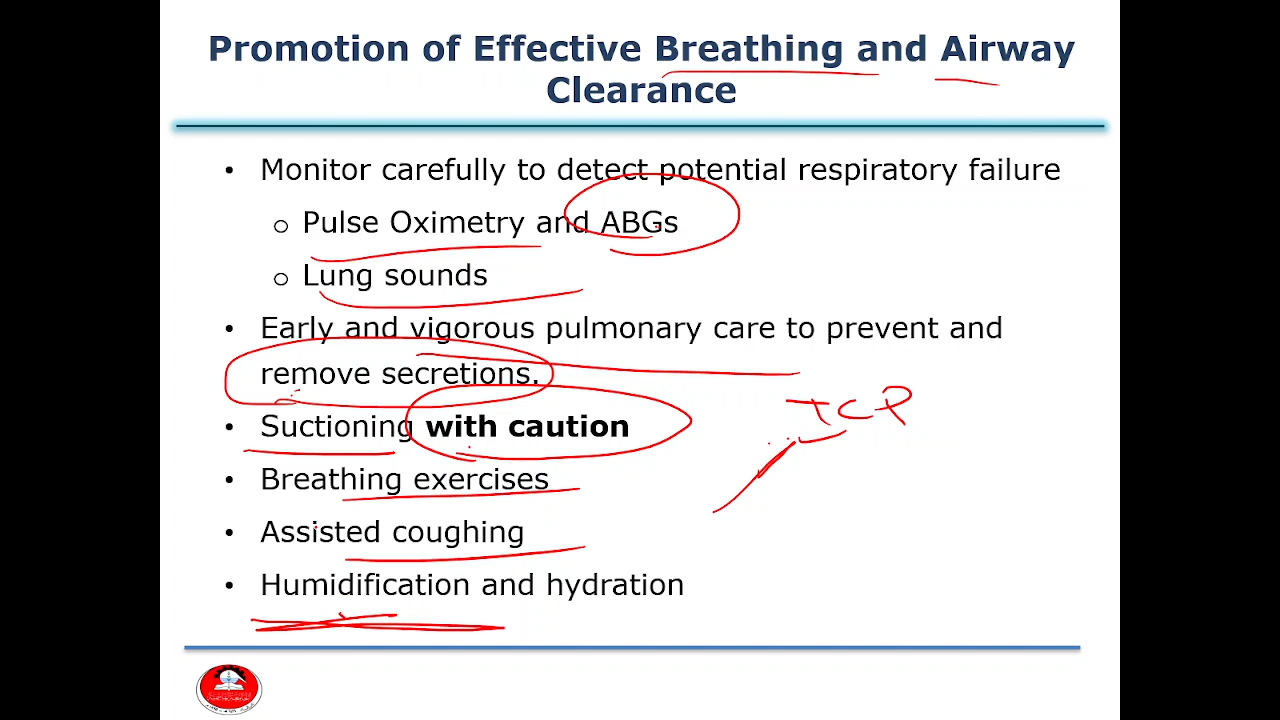 Promotion of Effective Breathing and Airway
Clearance
• Monitor carefully to detect potential respiratory failure
o Pulse Oximetry and ABGs
o Lung sounds
• Early and vigorous pulmonary care to prevent and
remove secretions.
ICP
• Suctioning with caution
• Breathing exercises
• Assisted coughing
• Humidification and hydration